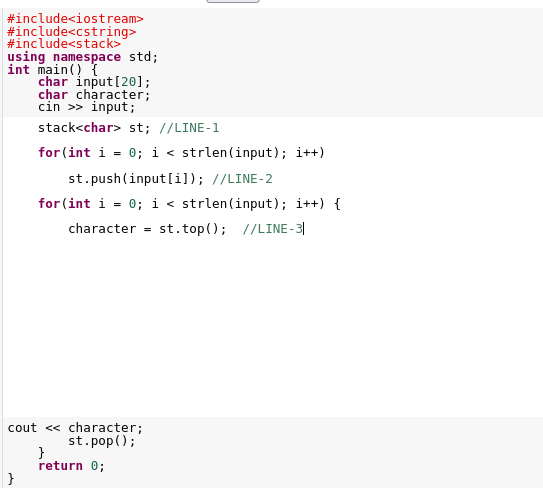 #include<iostream>
#include<cstring>
#include<stack>
using namespace std;
int main() {
    char input[20];
    char character;
    cin >> input;
    stack<char> st; //LINE-1
    for(int i = 0; i < strlen(input); i++)
        st.push(input[i]); //LINE-2
    for(int i = 0; i < strlen(input); i++) {
        character = st.top();  //LINE-3
cout << character;
        st.pop();
    }
    return 0;
}